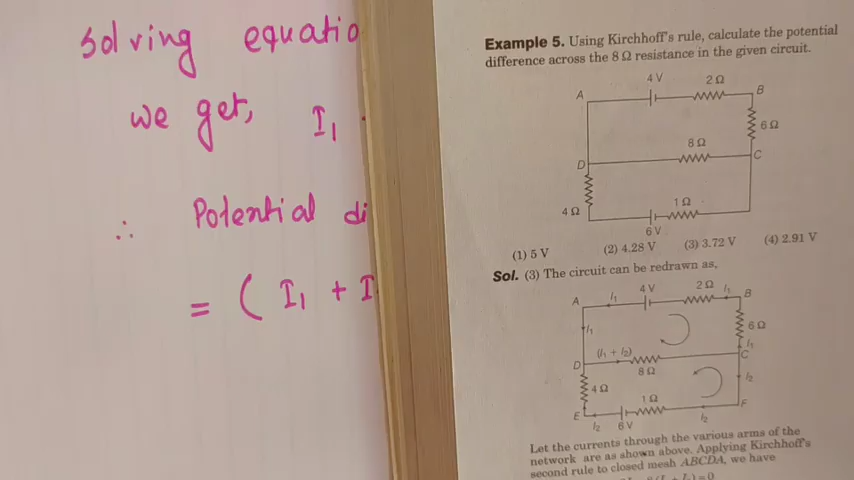 solving
we get, I₁
∴ Potential
= ( I₁ + I
Example 5. Using Kirchhoff's rule, calculate the potential
difference across the 8 Ω resistance in the given circuit.
4 V 2 Ω
A B
6 Ω
8 Ω
D C
4 Ω 1 Ω
6 V
(1) 5 V (2) 4.28 V (3) 3.72 V (4) 2.91 V
Sol. (3) The circuit can be redrawn as,
4 V 2 Ω I₁
A I₁ B
6 Ω
I₁ I₁
(I₁ + I₂)
D C
8 Ω I₂
4 Ω
1 Ω
E F
I₂ 6 V I₂
Let the currents through the various arms of the
network are as shown above. Applying Kirchhoff's
second rule to closed mesh ABCDA, we have